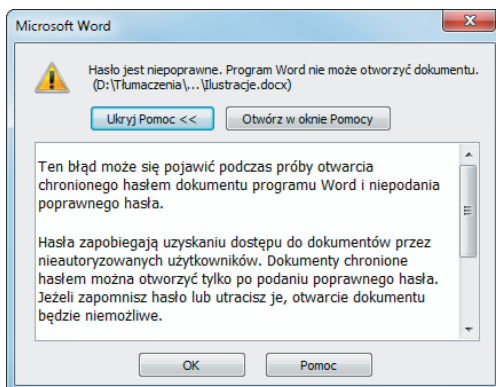 Microsoft Word
Hasło jest niepoprawne. Program Word nie może otworzyć dokumentu.
(D:\Tłumaczenia\...\Ilustracje.docx)
Ukryj Pomoc << Otwórz w oknie Pomocy
Ten błąd może się pojawić podczas próby otwarcia
chronionego hasłem dokumentu programu Word i niepodania
poprawnego hasła.
Hasła zapobiegają uzyskaniu dostępu do dokumentów przez
nieautoryzowanych użytkowników. Dokumenty chronione
hasłem można otworzyć tylko po podaniu poprawnego hasła.
Jeżeli zapomnisz hasło lub utracisz je, otwarcie dokumentu
będzie niemożliwe.
OK Pomoc